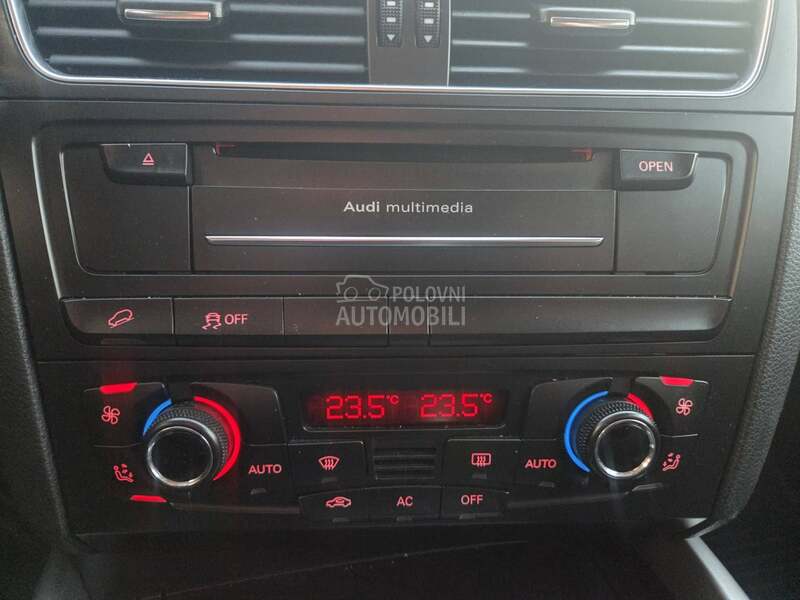 OPEN
Audi multimedia
POLOVNI
AUTOMOBILI
OFF
23.5°C 23.5°C
AUTO
AUTO
AC
OFF